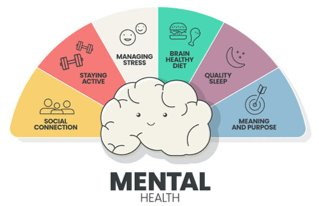 SOCIAL
CONNECTION
STAYING
ACTIVE
MANAGING
STRESS
BRAIN
HEALTHY
DIET
QUALITY
SLEEP
MEANING
AND PURPOSE
MENTAL
HEALTH